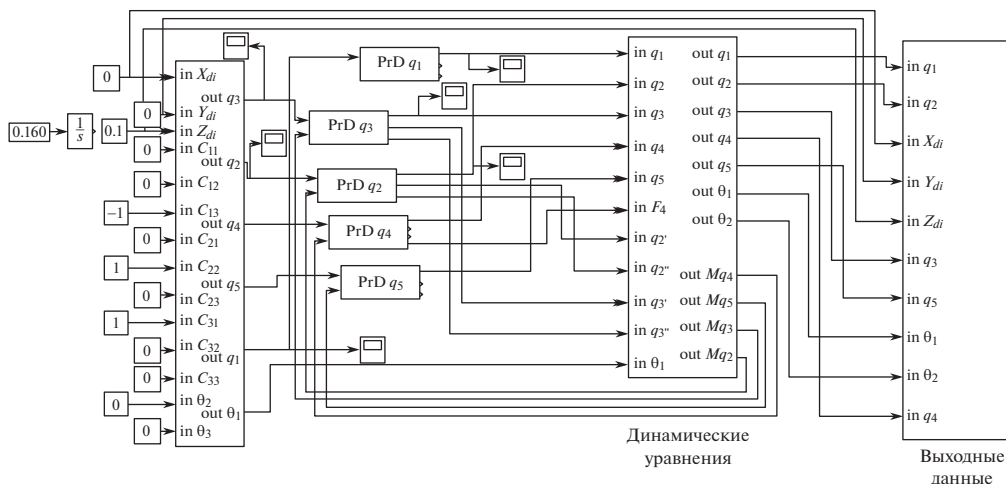 0
0.160
1
s
0.1
0
0
0
−1
0
1
0
1
0
0
0
0
in X_di
out q_3
in Y_di
in Z_di
in C_11
out q_2
in C_12
in C_13
out q_4
in C_21
in C_22
out q_5
in C_23
in C_31
in C_32
out q_1
in C_33
in θ_2
out θ_1
in θ_3
PrD q_1
PrD q_3
PrD q_2
PrD q_4
PrD q_5
in q_1
in q_2
in q_3
in q_4
in q_5
in F_4
in q_2'
in q_2"
in q_3'
in q_3"
in θ_1
out q_1
out q_2
out q_3
out q_4
out q_5
out θ_1
out θ_2
out Mq_4
out Mq_5
out Mq_3
out Mq_2
Динамические
уравнения
in q_1
in q_2
in X_di
in Y_di
in Z_di
in q_3
in q_5
in θ_1
in θ_2
in q_4
Выходные
данные